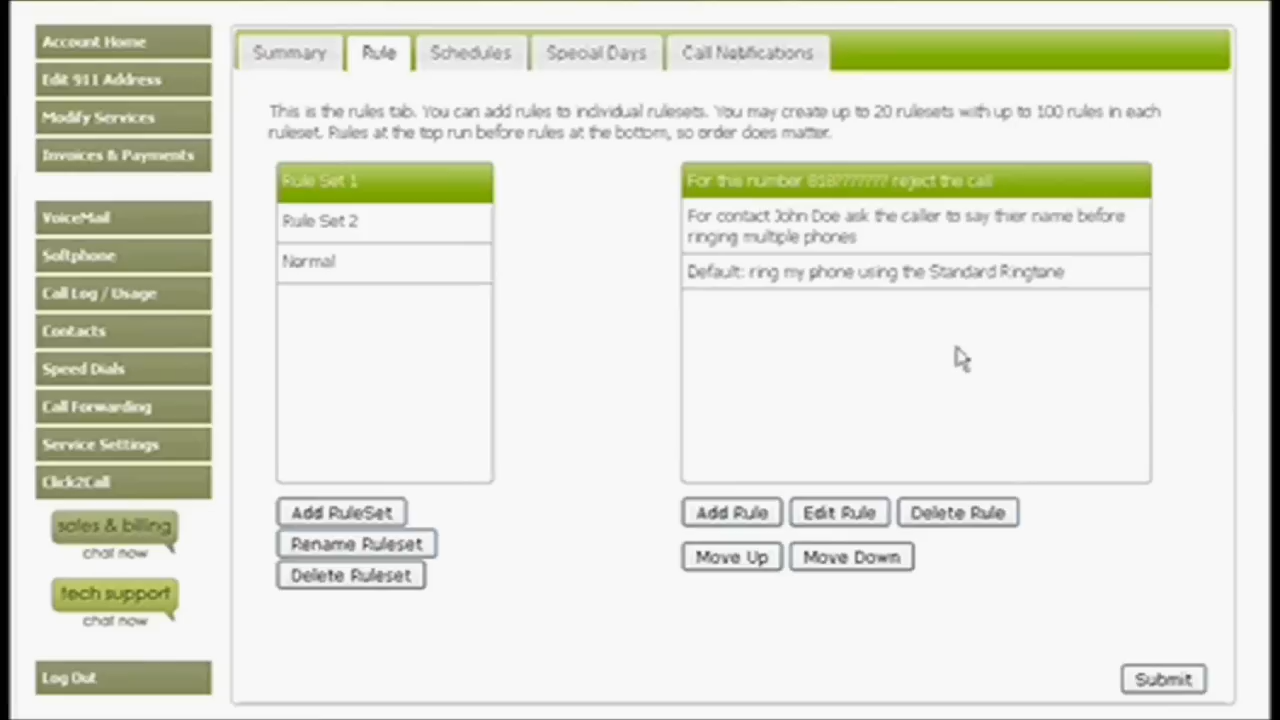 Account Home
Edit 911 Address
Modify Services
Invoices & Payments
VoiceMail
Softphone
Call Log / Usage
Contacts
Speed Dials
Call Forwarding
Service Settings
Click2Call
sales & billing
chat now
tech support
chat now
Log Out
Summary
Rule
Schedules
Special Days
Call Notifications
This is the rules tab. You can add rules to individual rulesets. You may create up to 20 rulesets with up to 100 rules in each
ruleset. Rules at the top run before rules at the bottom, so order does matter.
Rule Set 1
Rule Set 2
Normal
Add RuleSet
Rename Ruleset
Delete Ruleset
For this number 818??????? reject the call
For contact John Doe ask the caller to say thier name before
ringing multiple phones
Default: ring my phone using the Standard Ringtone
Add Rule
Edit Rule
Delete Rule
Move Up
Move Down
Submit